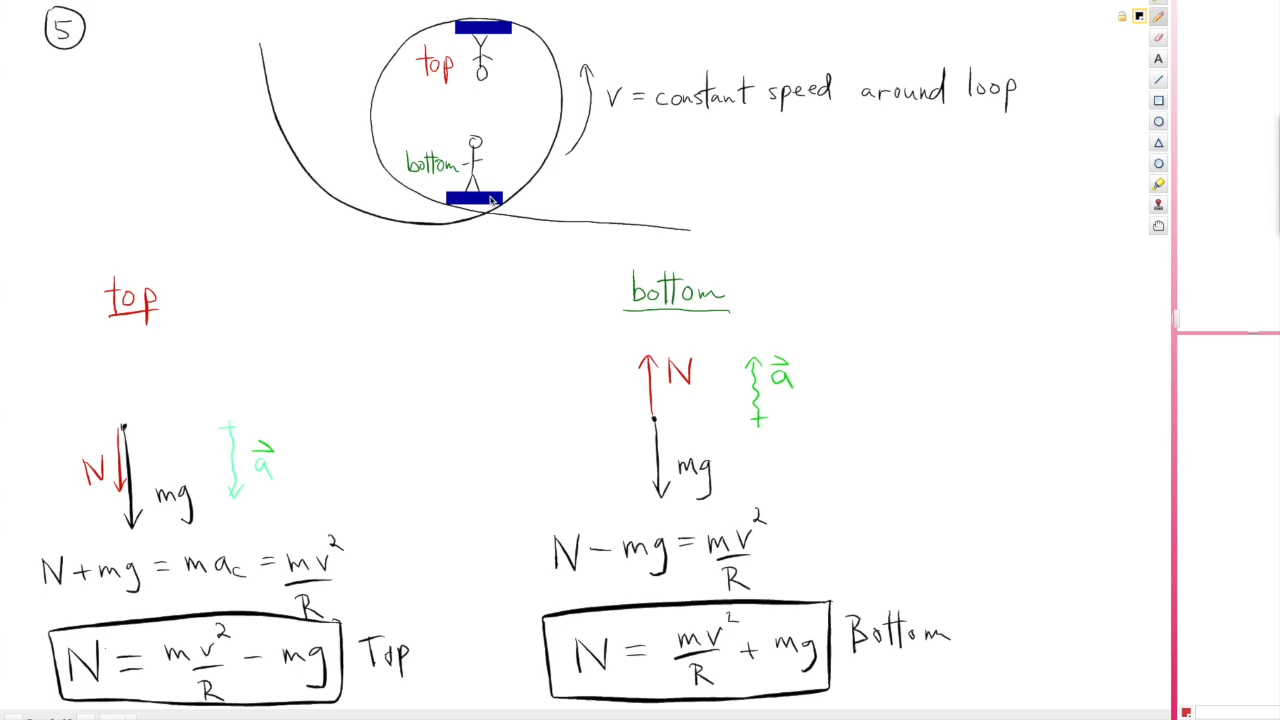 5
top
v = constant speed around loop
bottom
top
bottom
N
mg
a
N
mg
a
N + mg = ma_c = mv²/R
N - mg = mv²/R
N = mv²/R - mg Top
N = mv²/R + mg Bottom
A